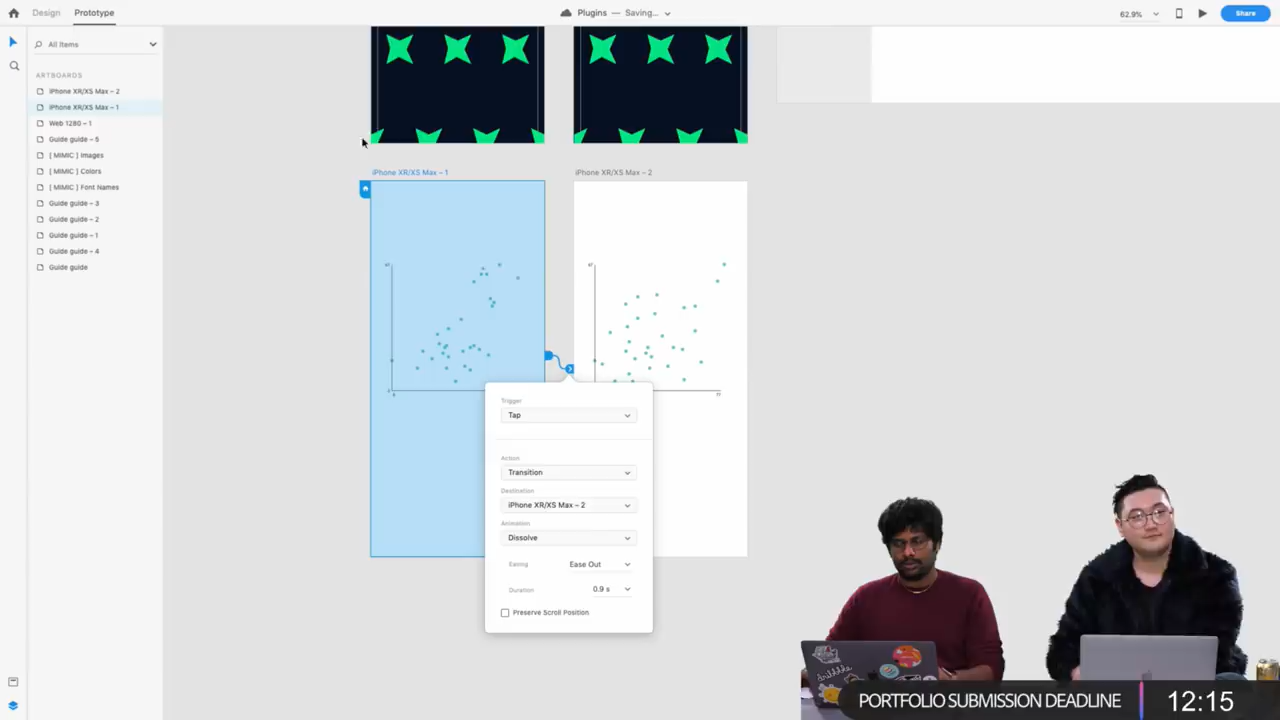 Design
Prototype
Plugins — Saving...
62.9%
Share
All Items
ARTBOARDS
iPhone XR/XS Max – 2
iPhone XR/XS Max – 1
Web 1280 – 1
Guide guide – 5
[ MIMIC ] Images
[ MIMIC ] Colors
[ MIMIC ] Font Names
Guide guide – 3
Guide guide – 2
Guide guide – 1
Guide guide – 4
Guide guide
iPhone XR/XS Max – 1
iPhone XR/XS Max – 2
Trigger
Tap
Action
Transition
Destination
iPhone XR/XS Max – 2
Animation
Dissolve
Easing
Ease Out
Duration
0.9 s
Preserve Scroll Position
PORTFOLIO SUBMISSION DEADLINE
12:15